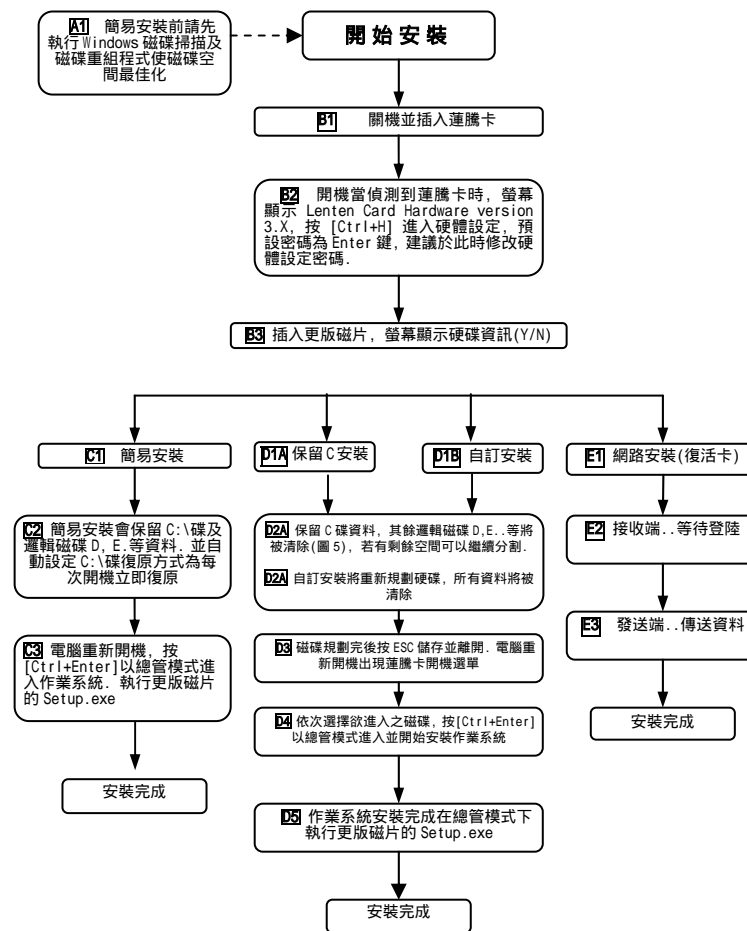 A1 簡易安裝前請先
執行Windows 磁碟掃描及
磁碟重組程式使磁碟空
間最佳化
開始安裝
B1 關機並插入蓮騰卡
B2 開機當偵測到蓮騰卡時, 螢幕
顯示 Lenten Card Hardware version
3.X, 按 [Ctrl+H] 進入硬體設定, 預
設密碼為 Enter 鍵, 建議於此時修改硬
體設定密碼.
B3 插入更版磁片, 螢幕顯示硬碟資訊(Y/N)
C1 簡易安裝
C2 簡易安裝會保留 C:\碟及
邏輯磁碟 D, E.等資料. 並自
動設定 C:\碟復原方式為每
次開機立即復原
C3 電腦重新開機, 按
[Ctrl+Enter]以總管模式進
入作業系統. 執行更版磁片
的 Setup.exe
安裝完成
D1A 保留 C 安裝
D1B 自訂安裝
D2A 保留 C 碟資料, 其餘邏輯磁碟 D,E..等將
被清除(圖 5), 若有剩餘空間可以繼續分割.
D2A 自訂安裝將重新規劃硬碟, 所有資料將被
清除
D3 磁碟規劃完後按 ESC 儲存並離開. 電腦重
新開機出現蓮騰卡開機選單
D4 依次選擇欲進入之磁碟, 按[Ctrl+Enter]
以總管模式進入並開始安裝作業系統
D5 作業系統安裝完成在總管模式下
執行更版磁片的 Setup.exe
安裝完成
E1 網路安裝(復活卡)
E2 接收端..等待登陸
E3 發送端..傳送資料
安裝完成